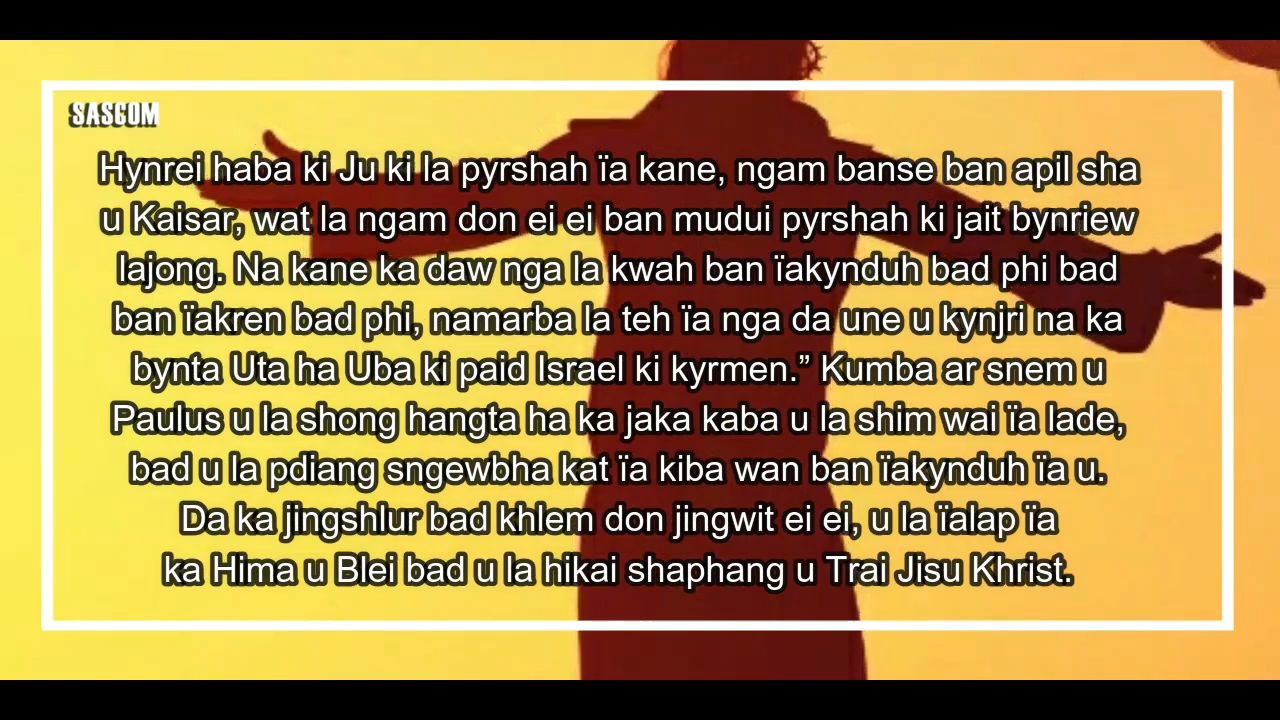 SASCOM
Hynrei haba ki Ju ki la pyrshah ïa kane, ngam banse ban apil sha
u Kaisar, wat la ngam don ei ei ban mudui pyrshah ki jait bynriew
lajong. Na kane ka daw nga la kwah ban ïakynduh bad phi bad
ban ïakren bad phi, namarba la teh ïa nga da une u kynjri na ka
bynta Uta ha Uba ki paid Israel ki kyrmen.” Kumba ar snem u
Paulus u la shong hangta ha ka jaka kaba u la shim wai ïa lade,
bad u la pdiang sngewbha kat ïa kiba wan ban ïakynduh ïa u.
Da ka jingshlur bad khlem don jingwit ei ei, u la ïalap ïa
ka Hima u Blei bad u la hikai shaphang u Trai Jisu Khrist.